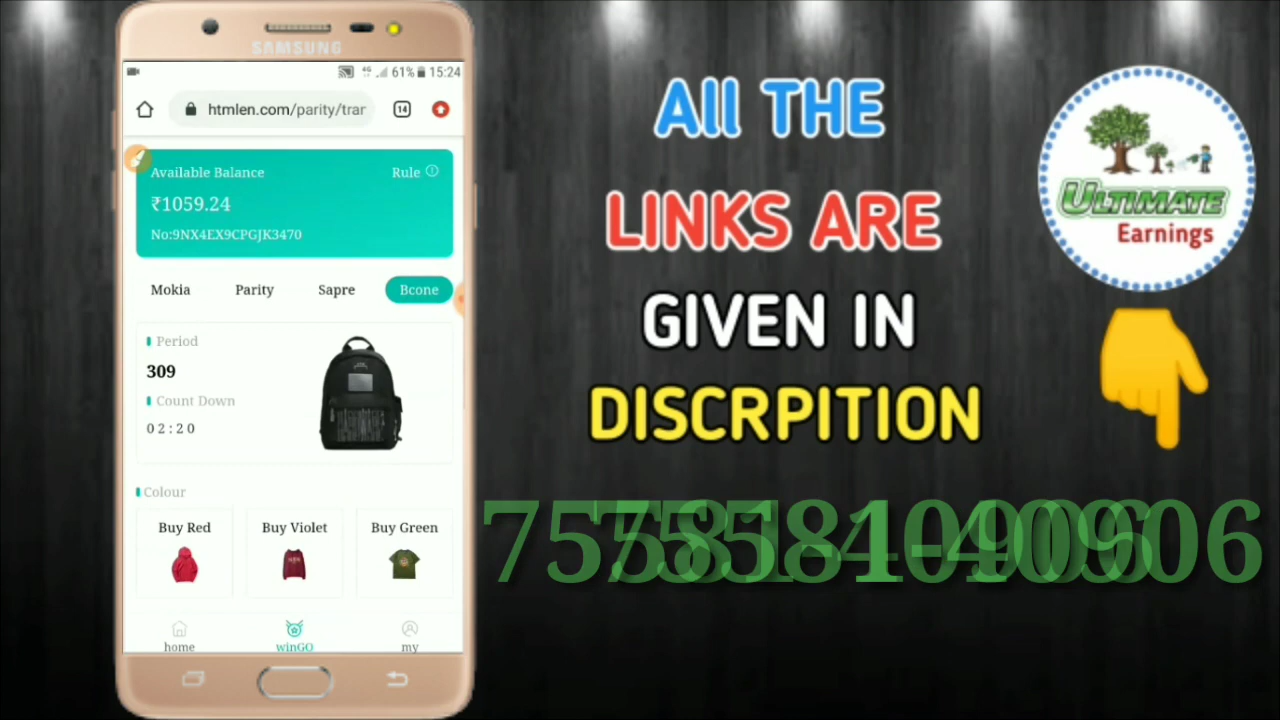 SAMSUNG
4G 61% 15:24
htmlen.com/parity/trar
14
Available Balance
Rule
₹1059.24
No:9NX4EX9CPGJK3470
Mokia Parity Sapre Bcone
Period
309
Count Down
02:20
Colour
Buy Red Buy Violet Buy Green
home winGO my
All THE
LINKS ARE
GIVEN IN
DISCRPITION
ULTIMATE
Earnings